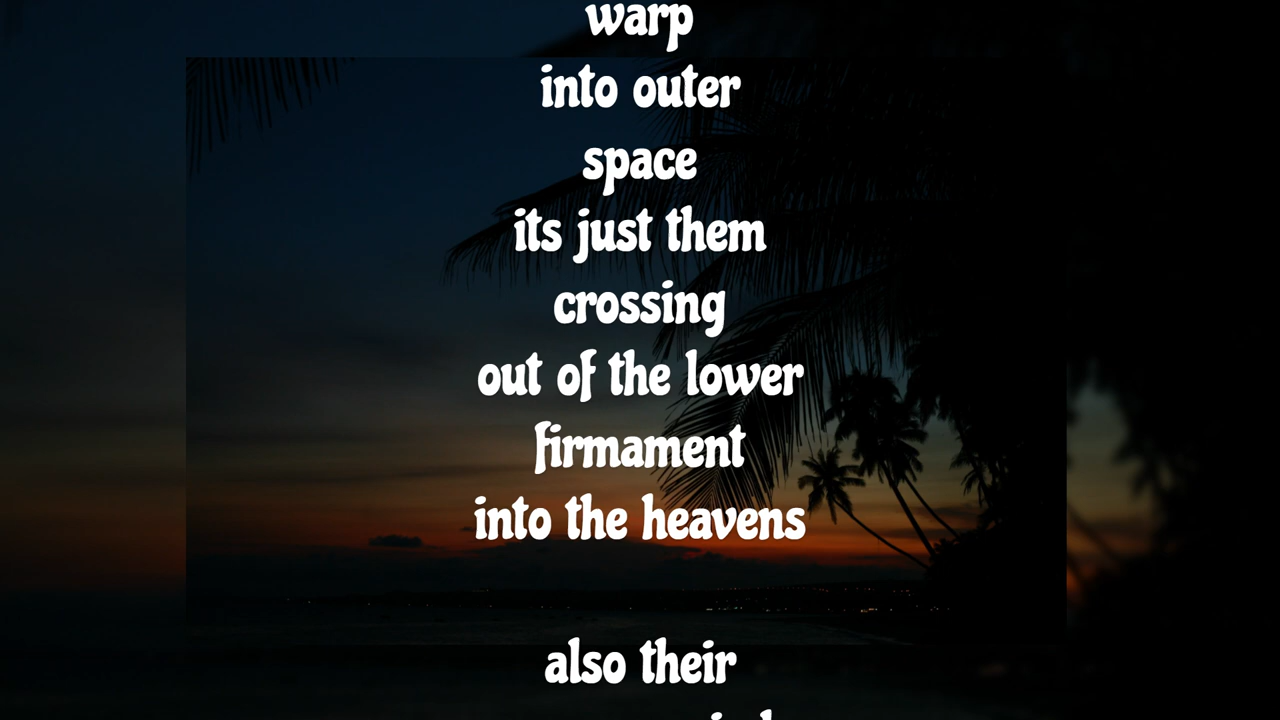 warp
into outer
space
its just them
crossing
out of the lower
firmament
into the heavens
also their